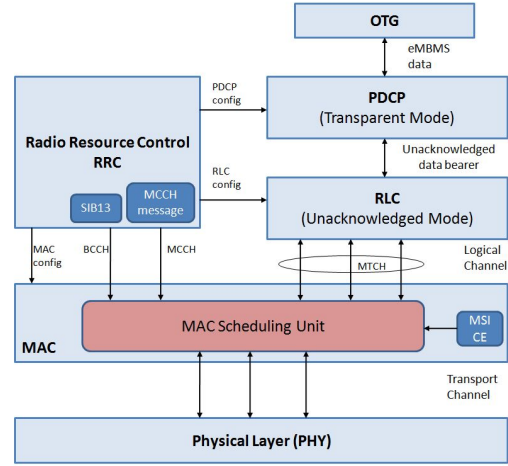 OTG
eMBMS
data
PDCP
config
PDCP
(Transparent Mode)
Radio Resource Control
RRC
Unacknowledged
data bearer
RLC
config
SIB13
MCCH
message
RLC
(Unacknowledged Mode)
MAC
config
BCCH
MCCH
MTCH
Logical
Channel
MAC Scheduling Unit
MSI
CE
MAC
Transport
Channel
Physical Layer (PHY)